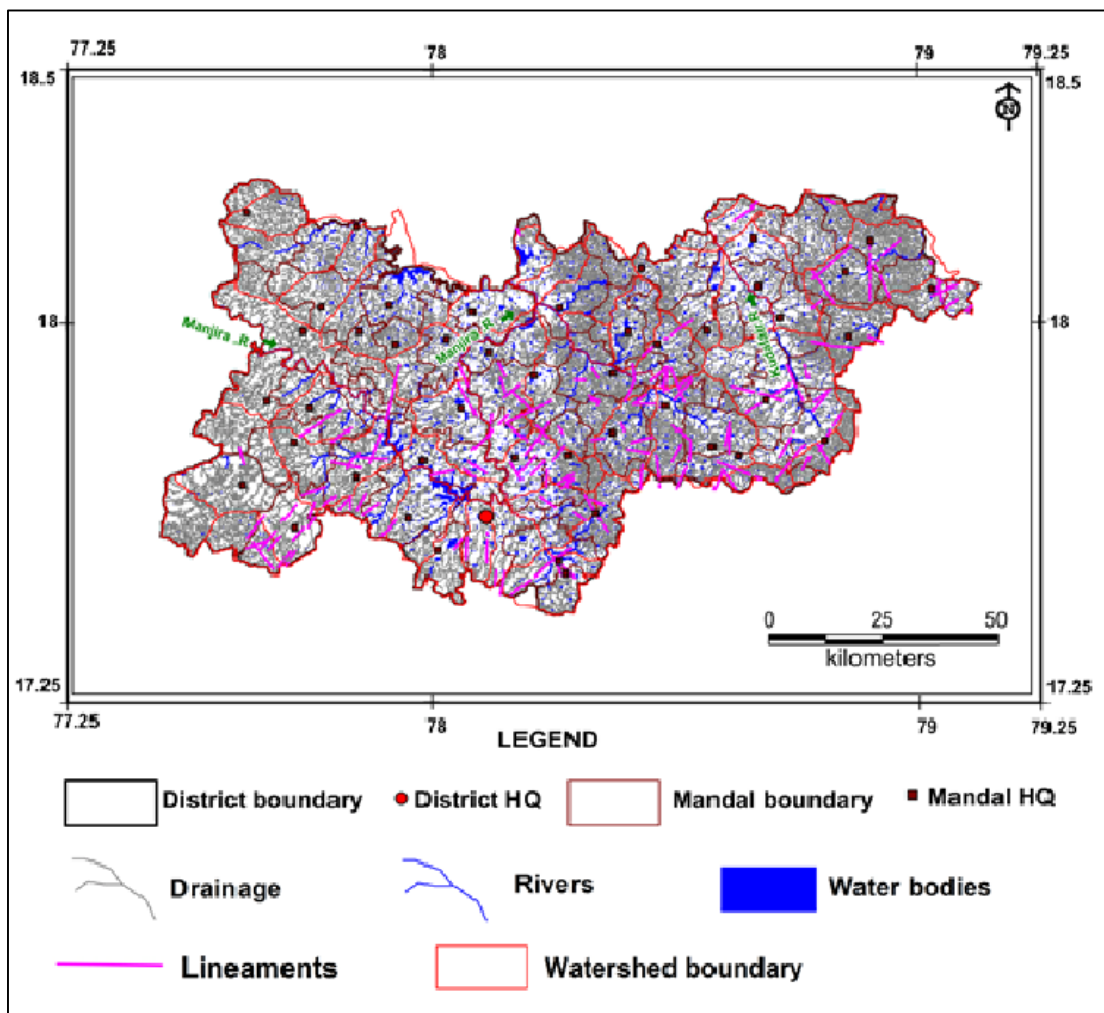 77..25 78 79 79.25
18.5 18.5
N
Manjira .R
Manjira R.
Kudlair R.
18 18
0 25 50
kilometers
17.25 17.25
77.25 78 79 79.25
LEGEND
District boundary District HQ Mandal boundary Mandal HQ
Drainage Rivers Water bodies
Lineaments Watershed boundary